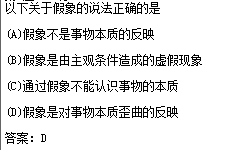 以下关于假象的说法正确的是
(A)假象不是事物本质的反映
(B)假象是由主观条件造成的虚假现象
(C)通过假象不能认识事物的本质
(D)假象是对事物本质歪曲的反映
答案：D